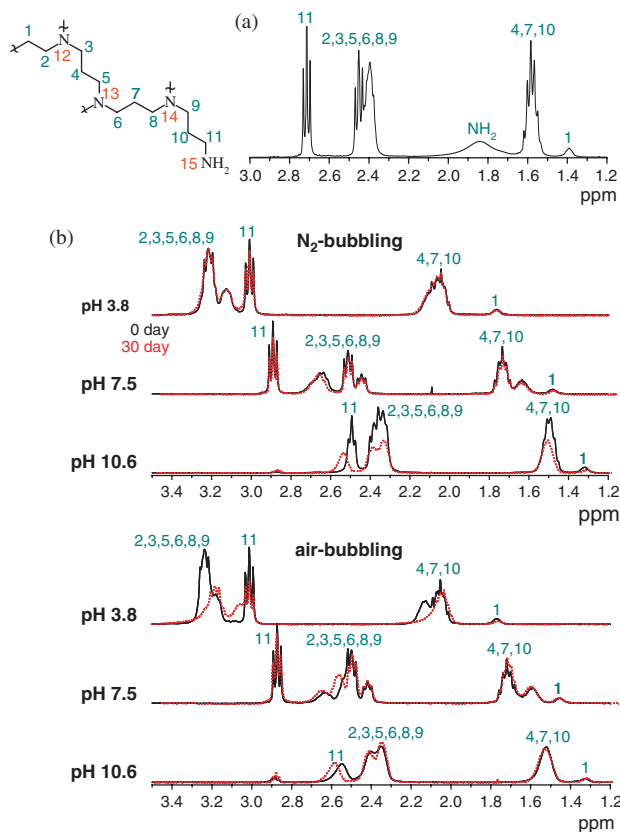 (a)
1
N
12
2
3
4
5
N
13
7
6
8
N
14
9
10
11
15
NH2
11
2,3,5,6,8,9
4,7,10
NH2
1
3.0 2.8 2.6 2.4 2.2 2.0 1.8 1.6 1.4 1.2
ppm
(b)
N2-bubbling
2,3,5,6,8,9
11
4,7,10
1
pH 3.8
0 day
30 day
11
2,3,5,6,8,9
4,7,10
1
pH 7.5
11
2,3,5,6,8,9
4,7,10
1
pH 10.6
3.4 3.2 3.0 2.8 2.6 2.4 2.2 2.0 1.8 1.6 1.4 1.2
ppm
air-bubbling
2,3,5,6,8,9
11
4,7,10
1
pH 3.8
11
2,3,5,6,8,9
4,7,10
1
pH 7.5
2,3,5,6,8,9
11
4,7,10
1
pH 10.6
3.4 3.2 3.0 2.8 2.6 2.4 2.2 2.0 1.8 1.6 1.4 1.2
ppm